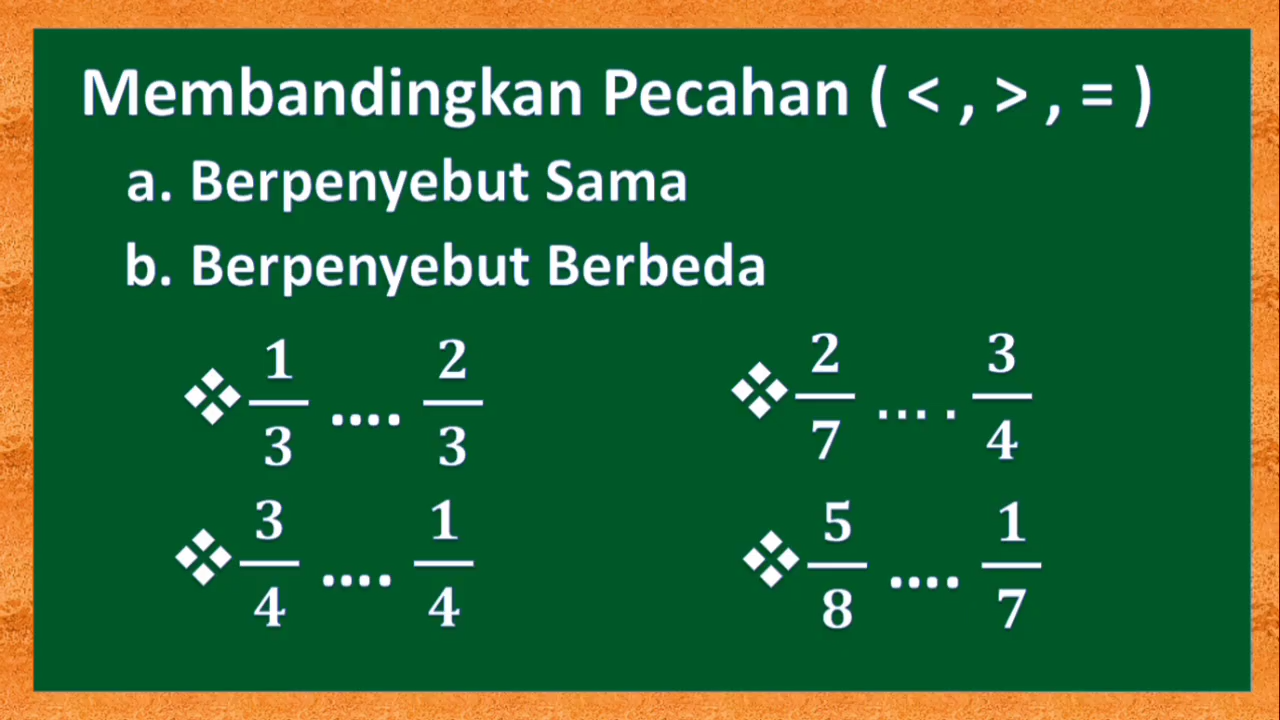 Membandingkan Pecahan ( < , > , = )
a. Berpenyebut Sama
b. Berpenyebut Berbeda
❖ 1/3 .... 2/3
❖ 2/7 ... . 3/4
❖ 3/4 .... 1/4
❖ 5/8 .... 1/7